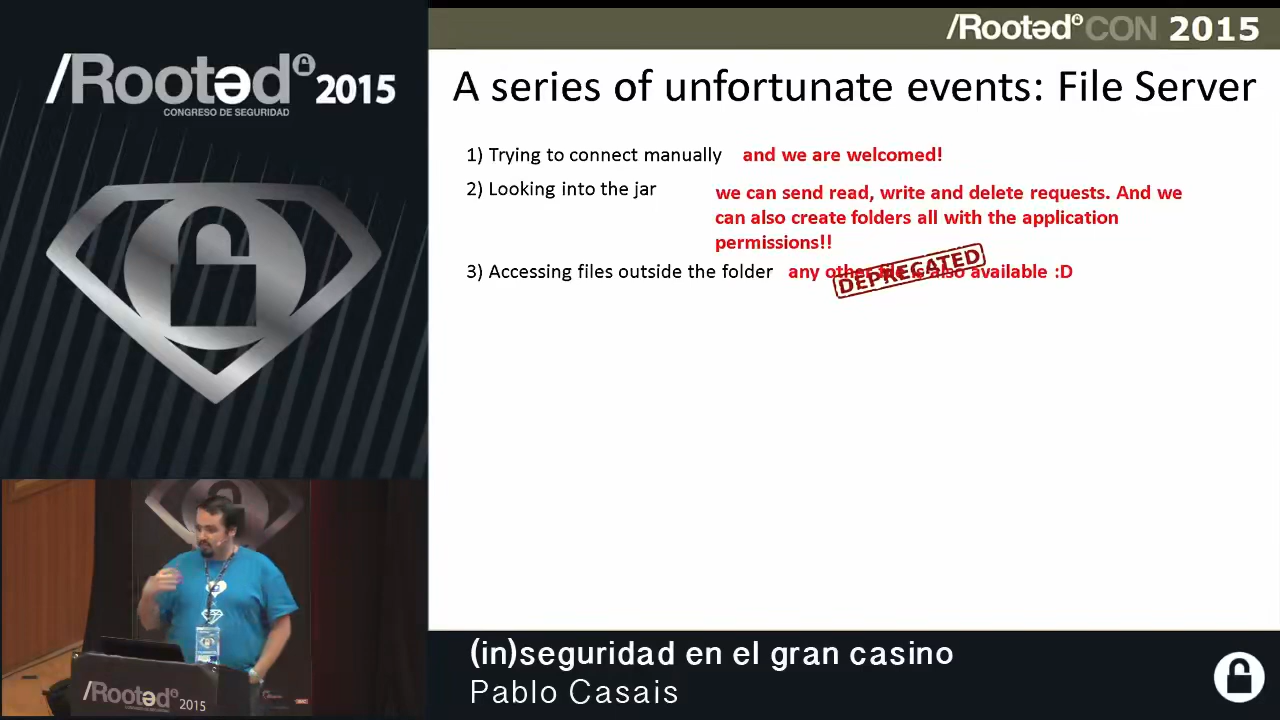 /Rootəd 2015
CONGRESO DE SEGURIDAD
/Rootəd CON 2015
A series of unfortunate events: File Server
1) Trying to connect manually and we are welcomed!
2) Looking into the jar we can send read, write and delete requests. And we
can also create folders all with the application
permissions!!
3) Accessing files outside the folder any other file is also available :D
DEPRECATED
/Rootəd 2015
(in)seguridad en el gran casino
Pablo Casais